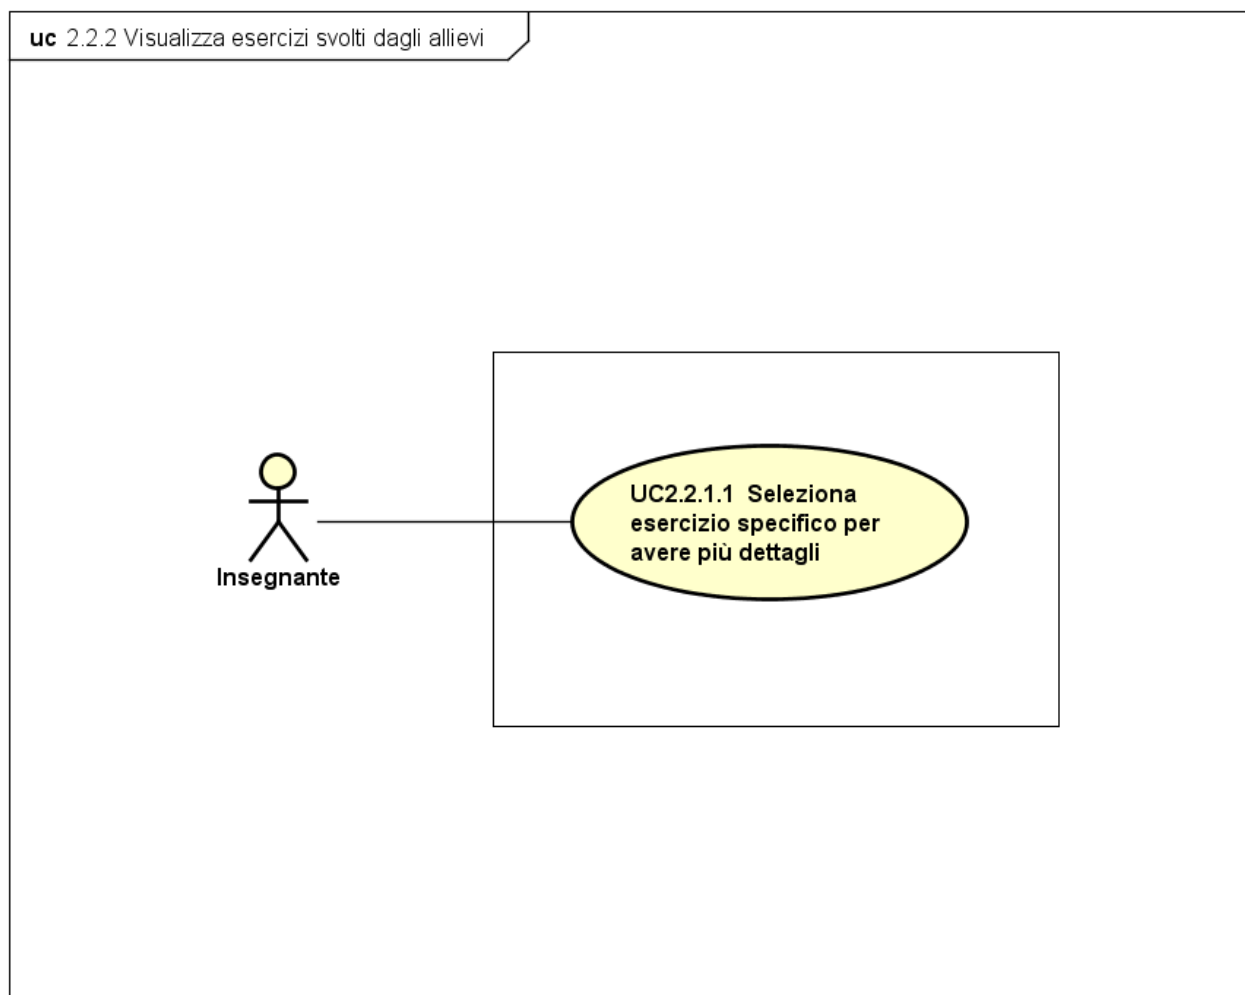 uc 2.2.2 Visualizza esercizi svolti dagli allievi
UC2.2.1.1 Seleziona
esercizio specifico per
avere più dettagli
Insegnante